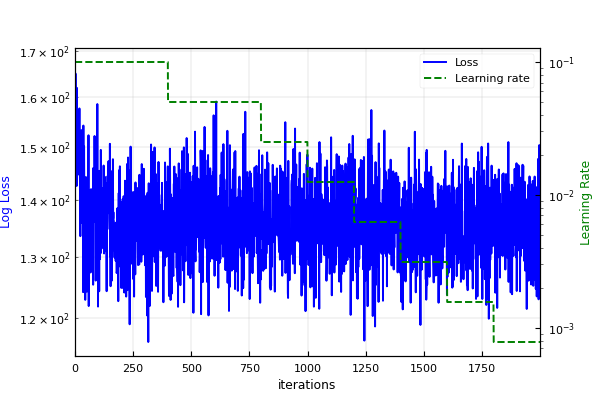 Loss
Learning rate
1.7 × 10²
1.6 × 10²
1.5 × 10²
1.4 × 10²
1.3 × 10²
1.2 × 10²
Log Loss
10⁻¹
10⁻²
10⁻³
Learning Rate
0 250 500 750 1000 1250 1500 1750
iterations